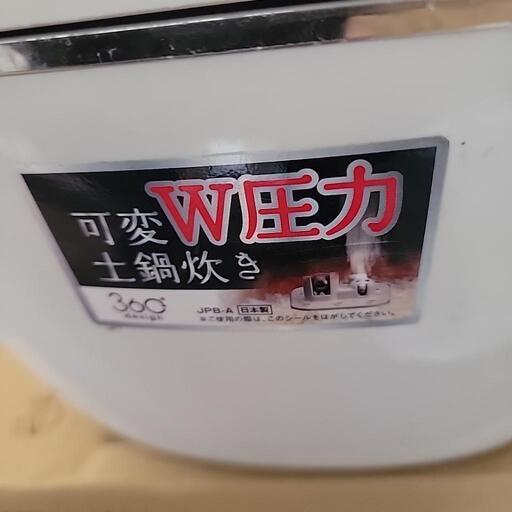 可変W圧力
土鍋炊き
360°
design
JPB-A 日本製
※ご使用の際は、このシールをはがしてください。